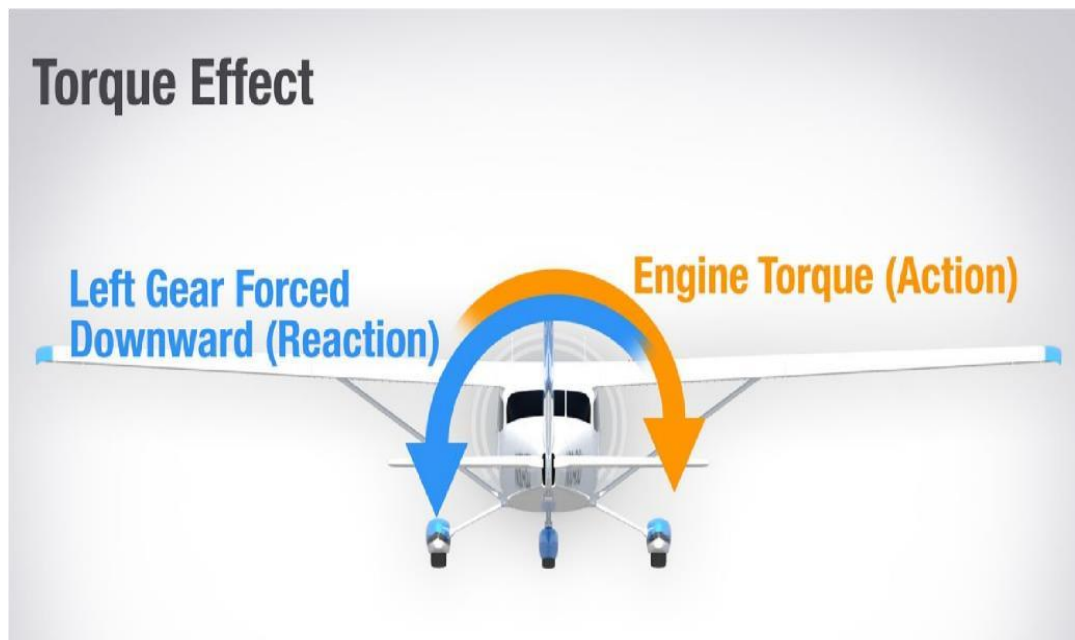 Torque Effect
Left Gear Forced
Downward (Reaction)
Engine Torque (Action)